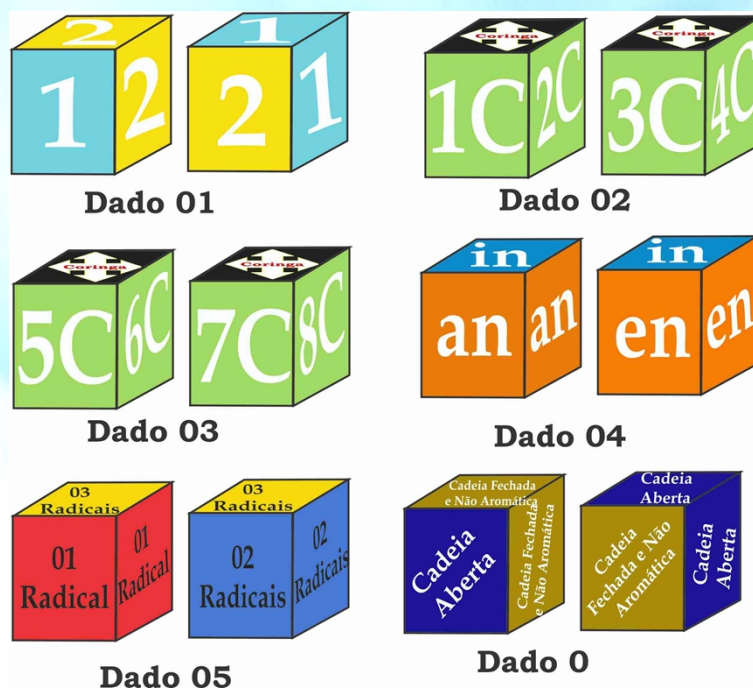 2
1
2
1
2
1
Dado 01
Coringa
1C
2C
Coringa
3C
4C
Dado 02
Coringa
5C
6C
Coringa
7C
8C
Dado 03
in
an
an
in
en
en
Dado 04
03
Radicais
01
Radical
01
Radical
03
Radicais
02
Radicais
02
Radicais
Dado 05
Cadeia Fechada
e Não Aromática
Cadeia
Aberta
Cadeia Fechada
e Não Aromática
Cadeia
Aberta
Cadeia
Fechada e Não
Aromática
Cadeia
Aberta
Dado 0